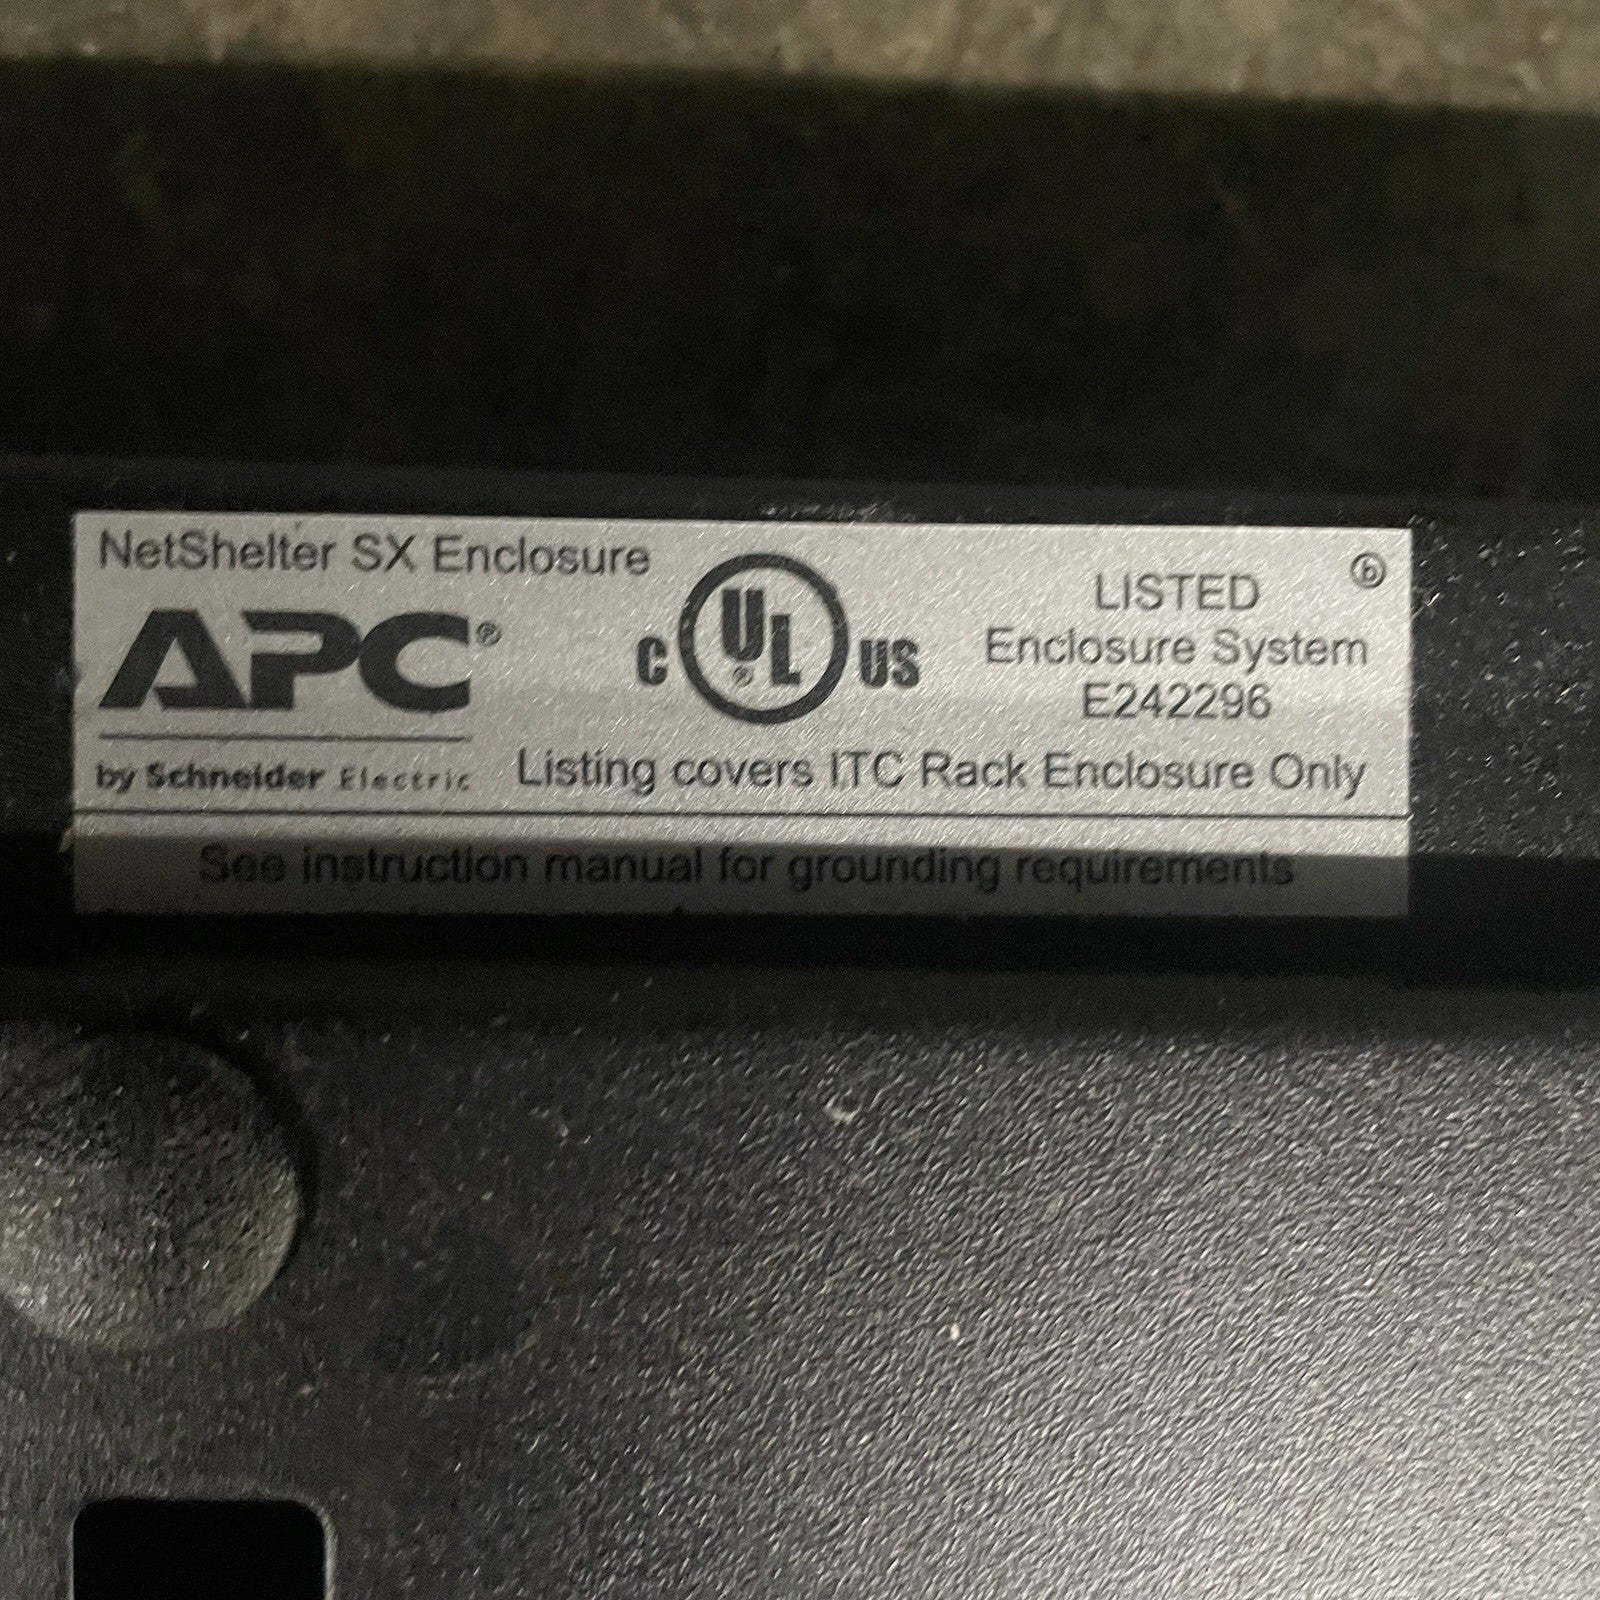 NetShelter SX Enclosure
APC®
by Schneider Electric
C UL® US
LISTED
Enclosure System
E242296
6
Listing covers ITC Rack Enclosure Only
See instruction manual for grounding requirements